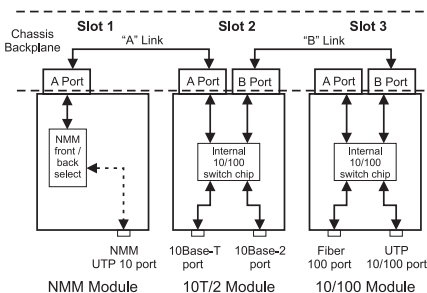 Slot 1
Slot 2
Slot 3
Chassis
Backplane
“A” Link
“B” Link
A Port
A Port
B Port
A Port
B Port
NMM
front /
back
select
Internal
10/100
switch chip
Internal
10/100
switch chip
NMM
UTP 10 port
10Base-T
port
10Base-2
port
Fiber
100 port
UTP
10/100 port
NMM Module
10T/2 Module
10/100 Module